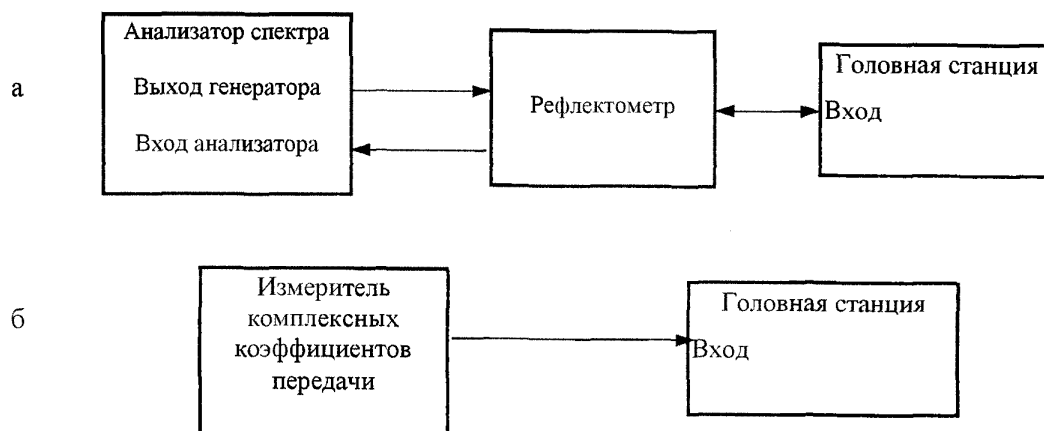 Анализатор спектра
Головная станция
а
Выход генератора
Рефлектометр
Вход
Вход анализатора
Измеритель
комплексных
коэффициентов
передачи
Головная станция
б
Вход